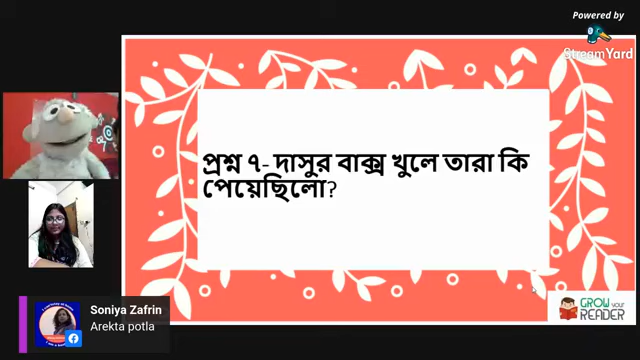 Powered by
StreamYard
প্রশ্ন ৭- দাসুর বাক্স খুলে তারা কি
পেয়েছিলো?
Soniya Zafrin
Arekta potla
GROW your
READER